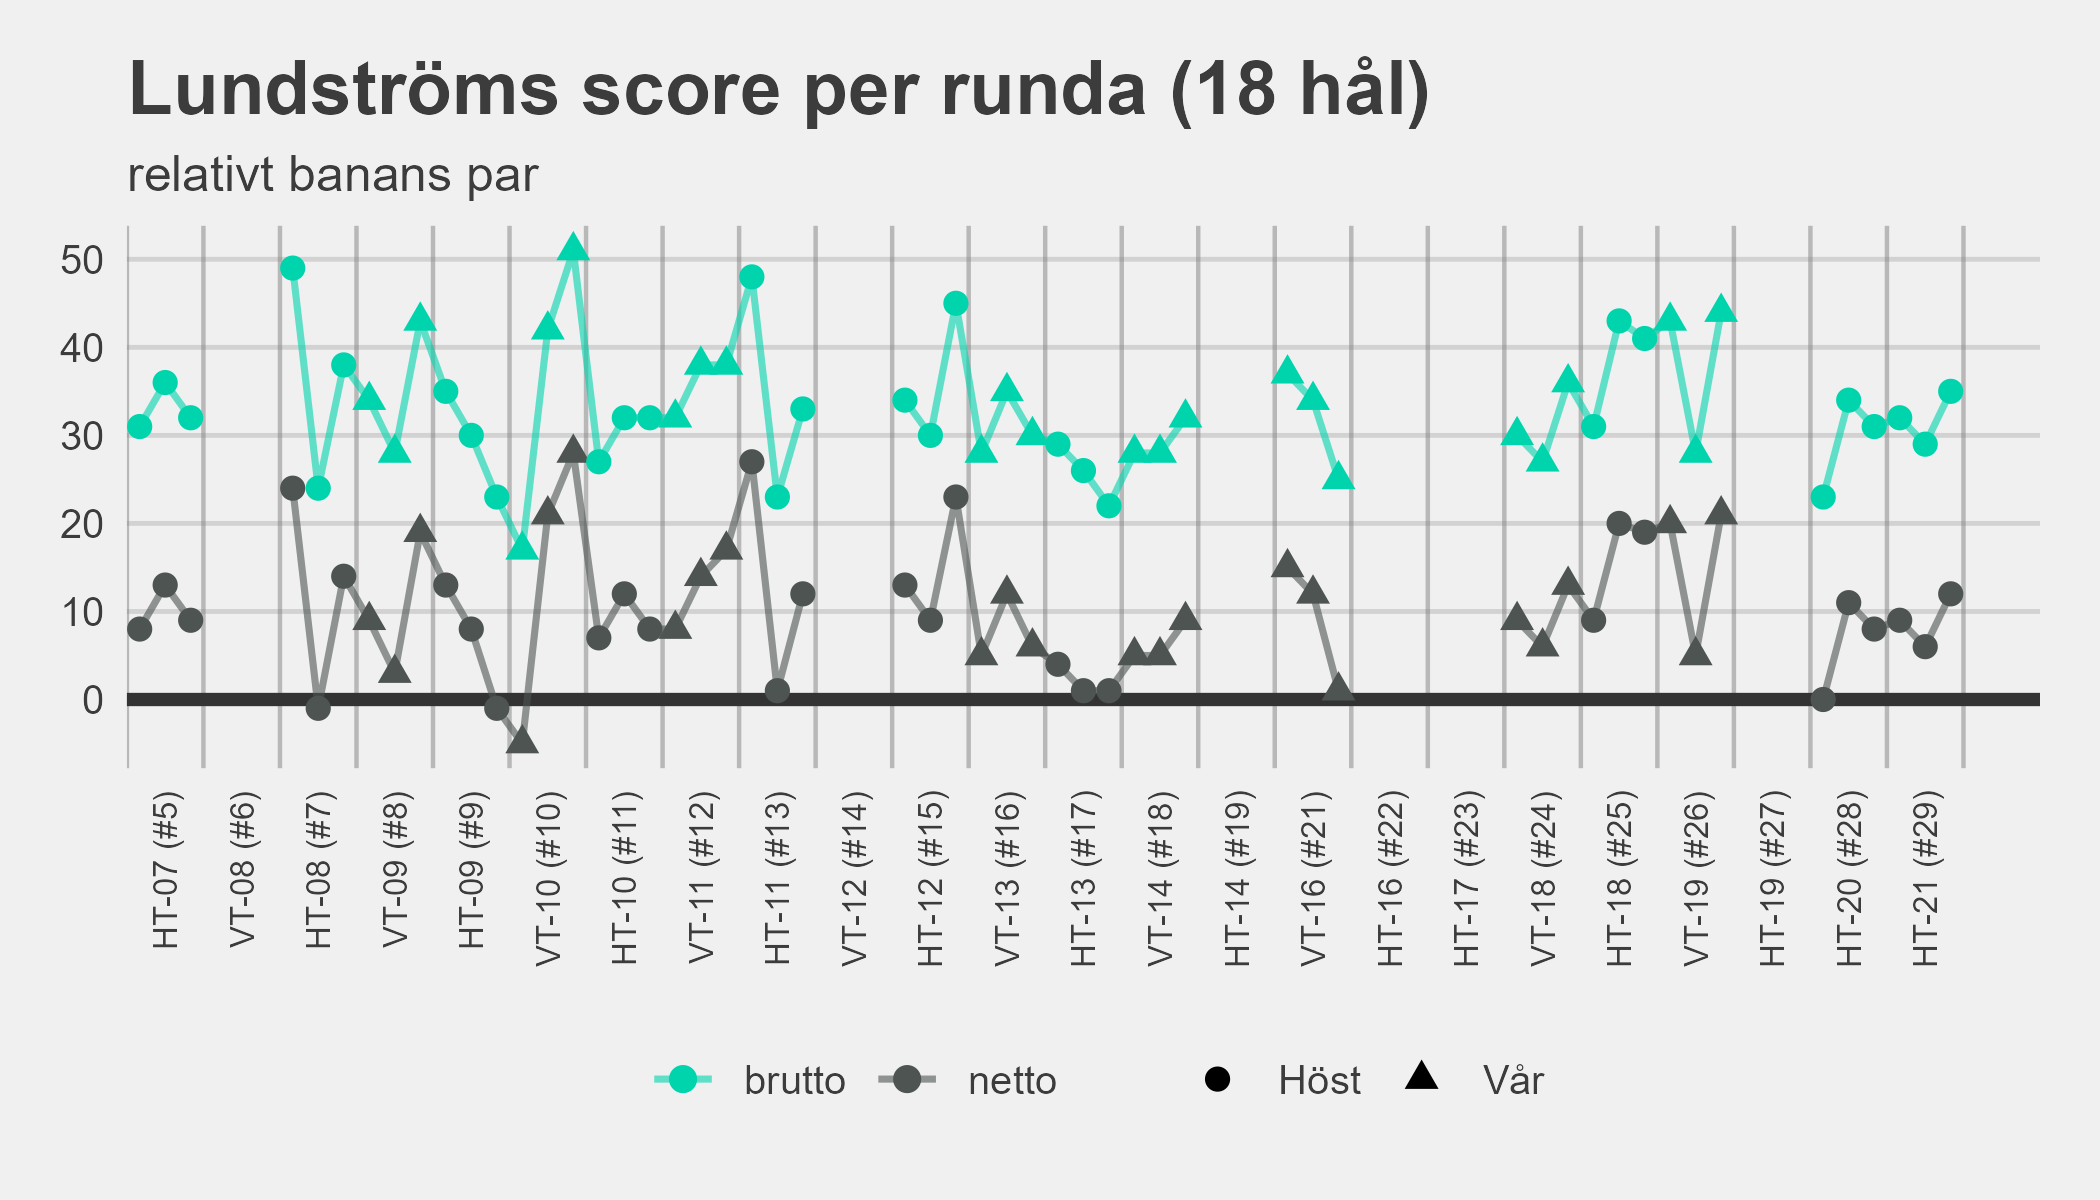 Lundströms score per runda (18 hål)
relativt banans par
50
40
30
20
10
0
HT-07 (#5)
VT-08 (#6)
HT-08 (#7)
VT-09 (#8)
HT-09 (#9)
VT-10 (#10)
HT-10 (#11)
VT-11 (#12)
HT-11 (#13)
VT-12 (#14)
HT-12 (#15)
VT-13 (#16)
HT-13 (#17)
VT-14 (#18)
HT-14 (#19)
VT-16 (#21)
HT-16 (#22)
HT-17 (#23)
VT-18 (#24)
HT-18 (#25)
VT-19 (#26)
HT-19 (#27)
HT-20 (#28)
HT-21 (#29)
brutto netto Höst Vår